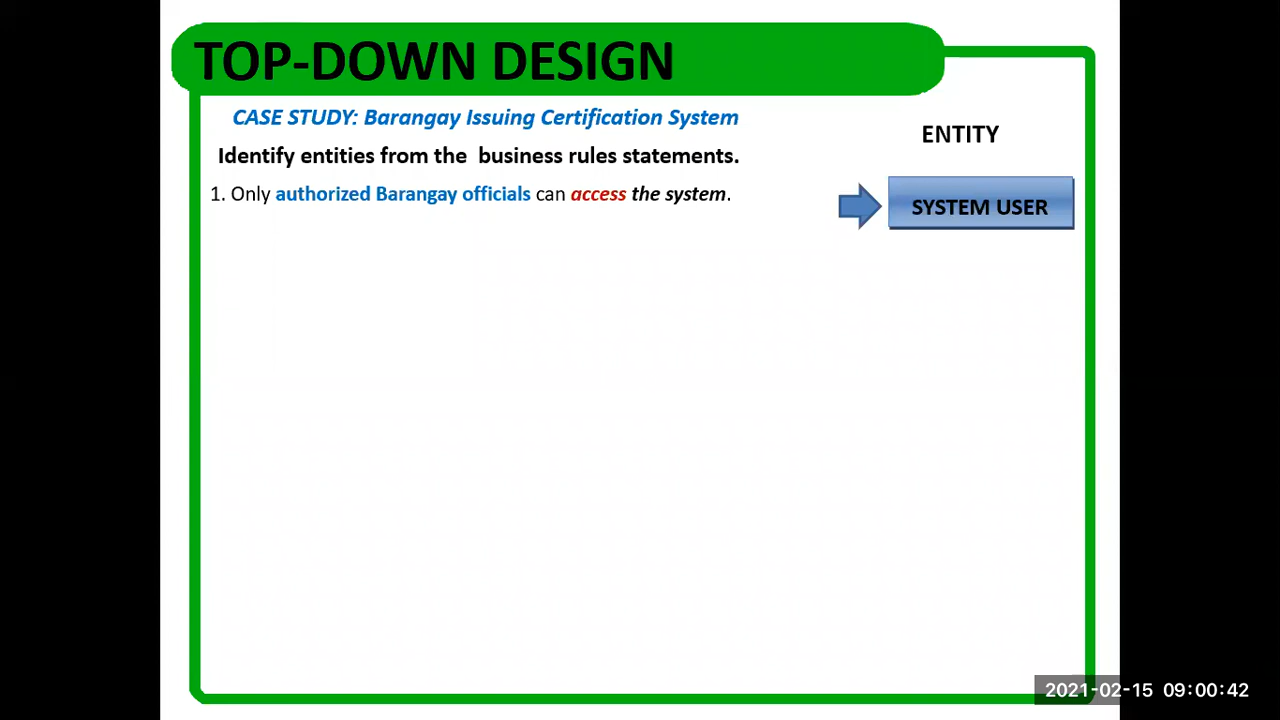 TOP-DOWN DESIGN
CASE STUDY: Barangay Issuing Certification System
ENTITY
Identify entities from the business rules statements.
1. Only authorized Barangay officials can access the system.
SYSTEM USER
2021-02-15 09:00:42